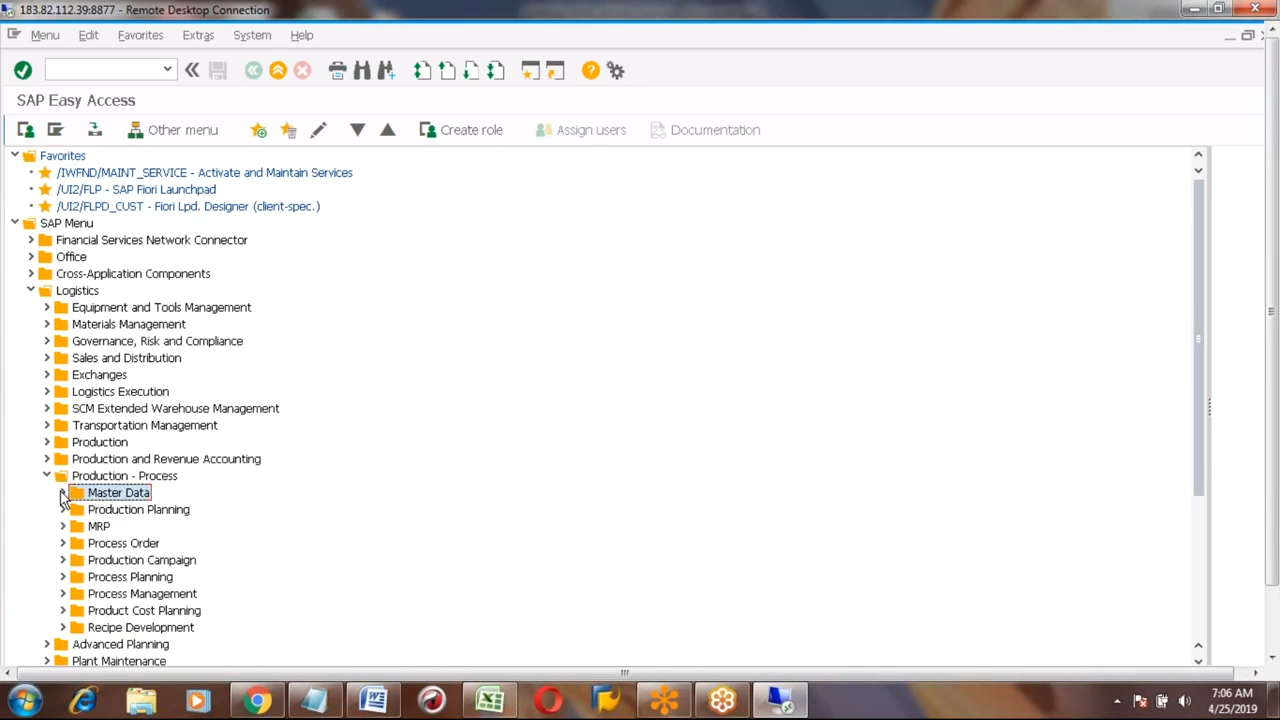 183.82.112.39:8877 - Remote Desktop Connection
Menu Edit Favorites Extras System Help
SAP Easy Access
Other menu Create role Assign users Documentation
Favorites
/IWFND/MAINT_SERVICE - Activate and Maintain Services
/UI2/FLP - SAP Fiori Launchpad
/UI2/FLPD_CUST - Fiori Lpd. Designer (client-spec.)
SAP Menu
Financial Services Network Connector
Office
Cross-Application Components
Logistics
Equipment and Tools Management
Materials Management
Governance, Risk and Compliance
Sales and Distribution
Exchanges
Logistics Execution
SCM Extended Warehouse Management
Transportation Management
Production
Production and Revenue Accounting
Production - Process
Master Data
Production Planning
MRP
Process Order
Production Campaign
Process Planning
Process Management
Product Cost Planning
Recipe Development
Advanced Planning
Plant Maintenance
7:06 AM
4/25/2019